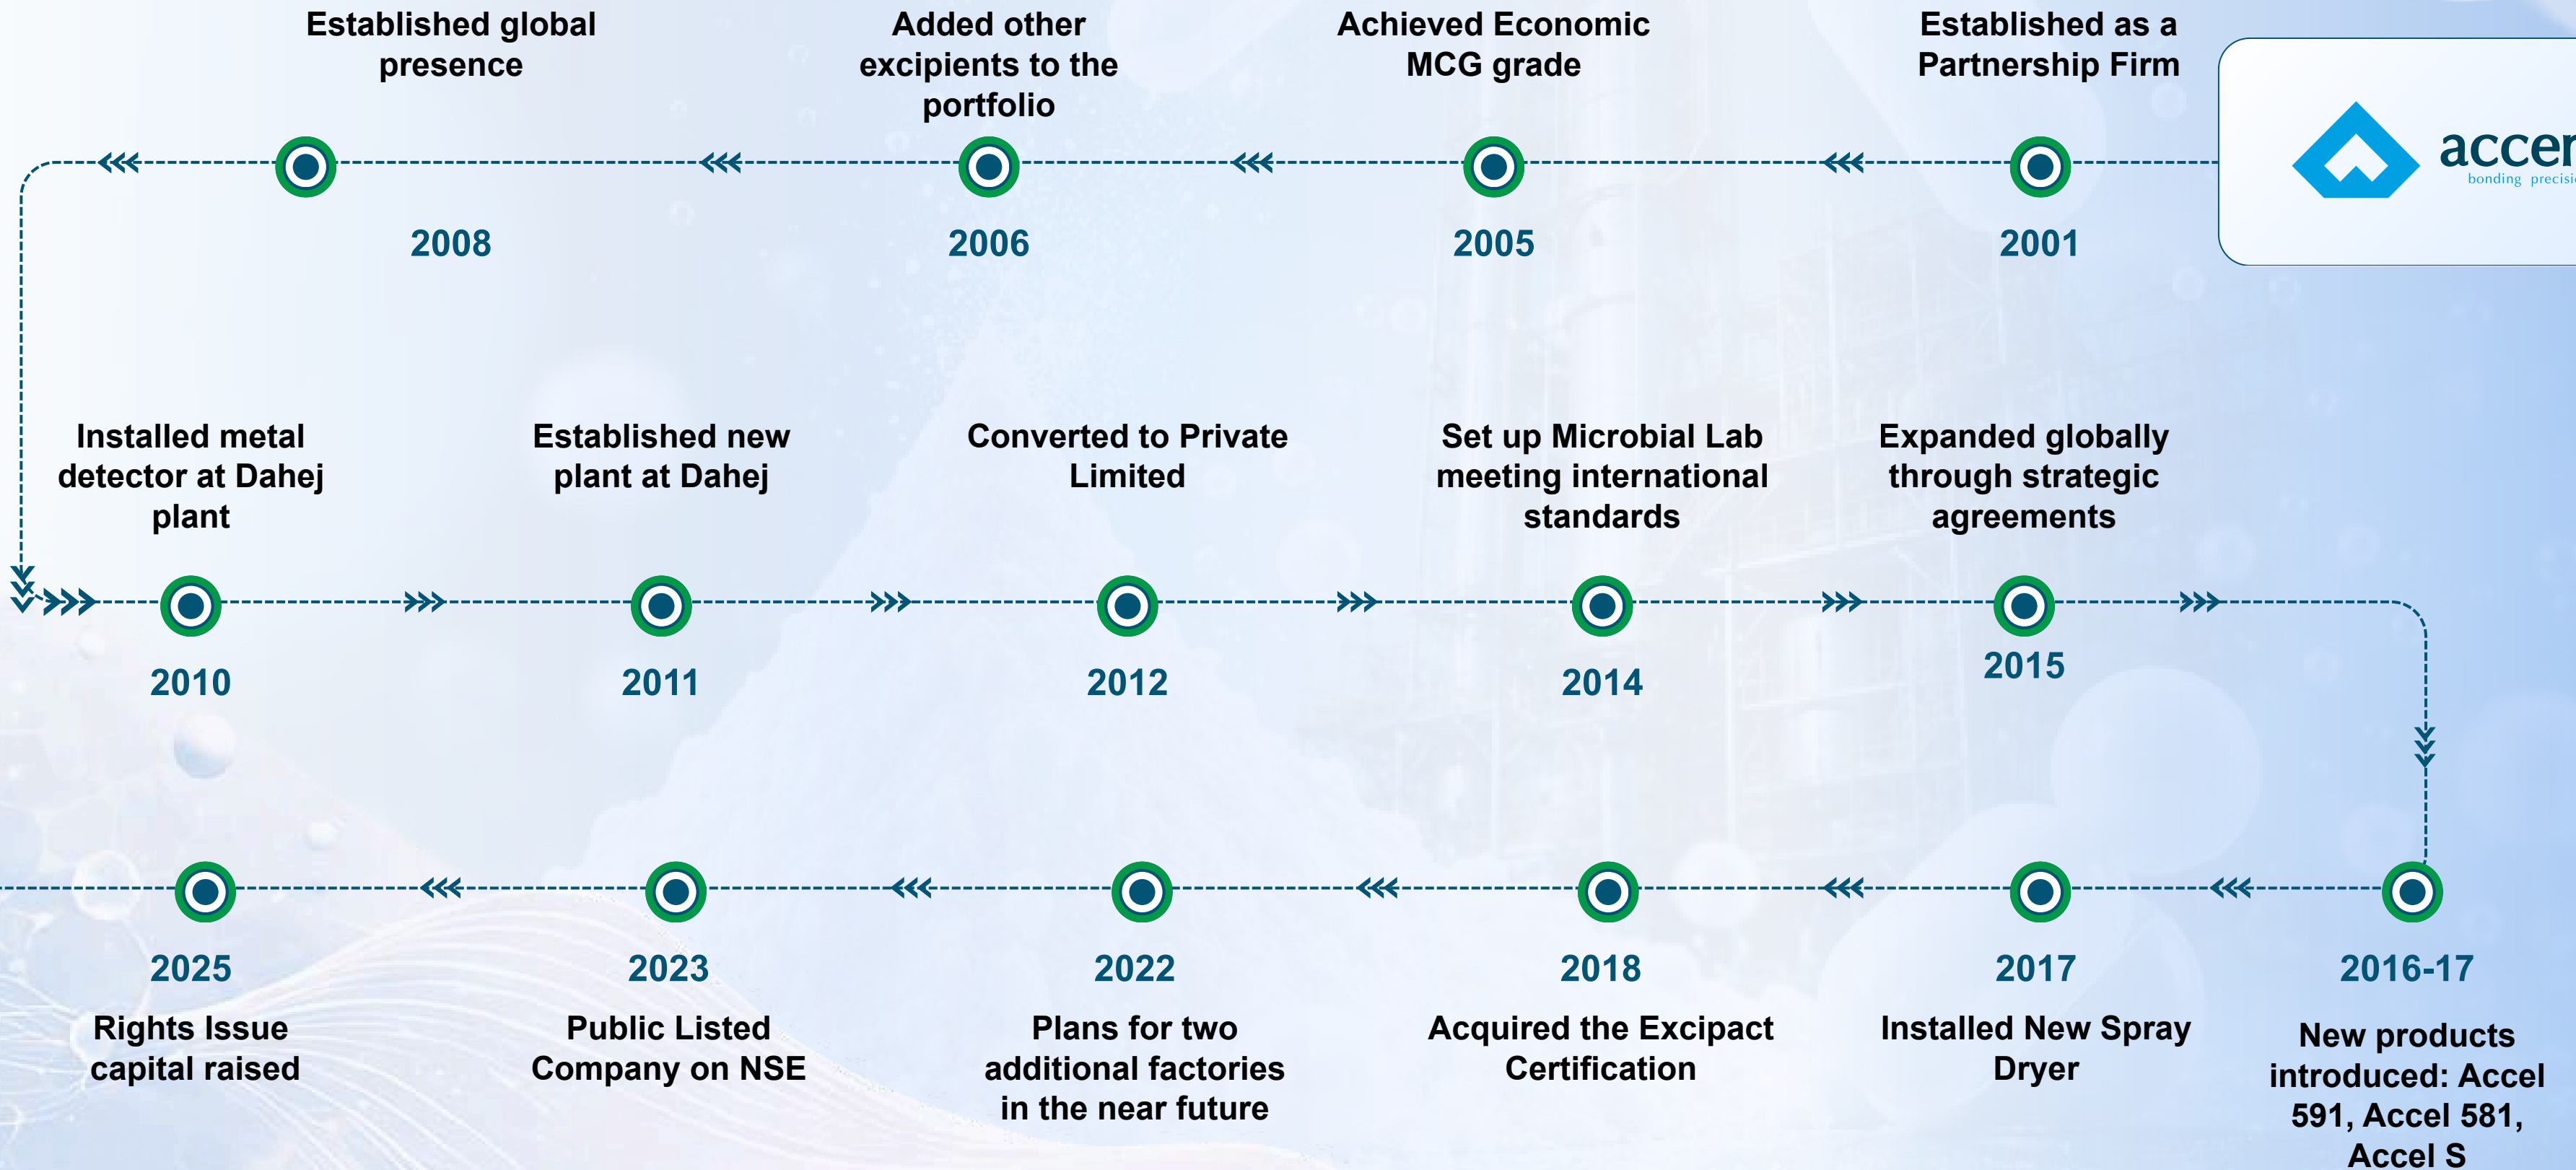 Established global
presence
2008
Added other
excipients to the
portfolio
2006
Achieved Economic
MCG grade
2005
Established as a
Partnership Firm
2001
Installed metal
detector at Dahej
plant
2010
Established new
plant at Dahej
2011
Converted to Private
Limited
2012
Set up Microbial Lab
meeting international
standards
2014
Expanded globally
through strategic
agreements
2015
2025
Rights Issue
capital raised
2023
Public Listed
Company on NSE
2022
Plans for two
additional factories
in the near future
2018
Acquired the Excipact
Certification
2017
Installed New Spray
Dryer
2016-17
New products
introduced: Accel
591, Accel 581,
Accel S
bonding